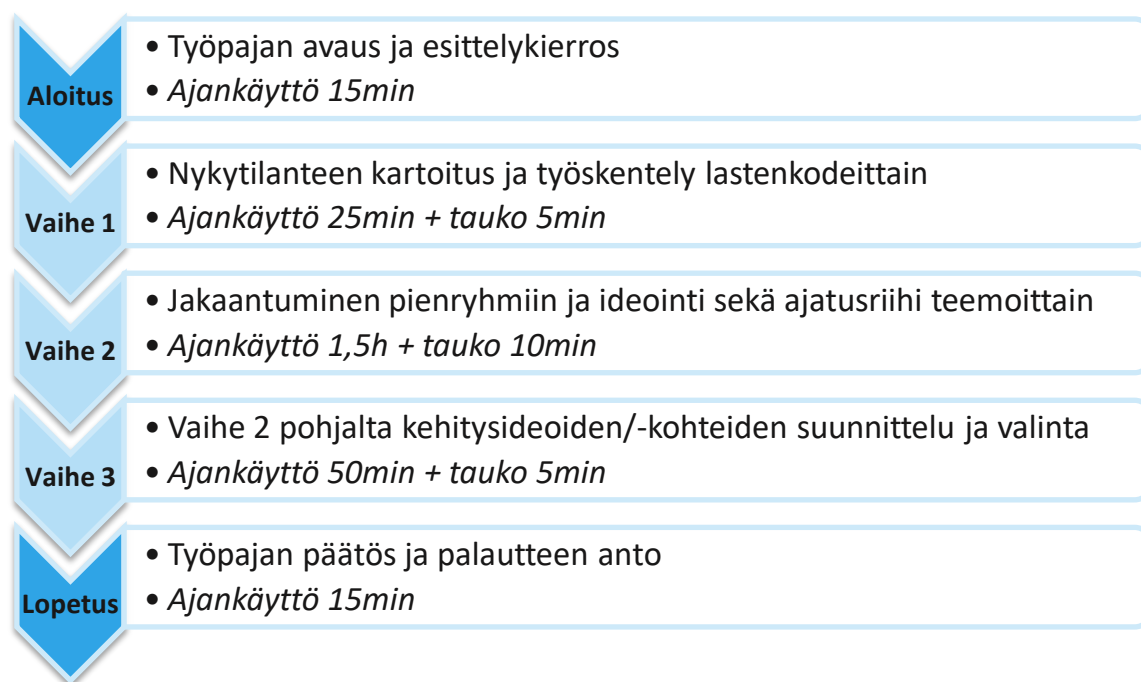 Aloitus
• Työpajan avaus ja esittelykierros
• Ajankäyttö 15min
Vaihe 1
• Nykytilanteen kartoitus ja työskentely lastenkodeittain
• Ajankäyttö 25min + tauko 5min
Vaihe 2
• Jakaantuminen pienryhmiin ja ideointi sekä ajatusriihi teemoittain
• Ajankäyttö 1,5h + tauko 10min
Vaihe 3
• Vaihe 2 pohjalta kehitysideoiden/-kohteiden suunnittelu ja valinta
• Ajankäyttö 50min + tauko 5min
Lopetus
• Työpajan päätös ja palautteen anto
• Ajankäyttö 15min